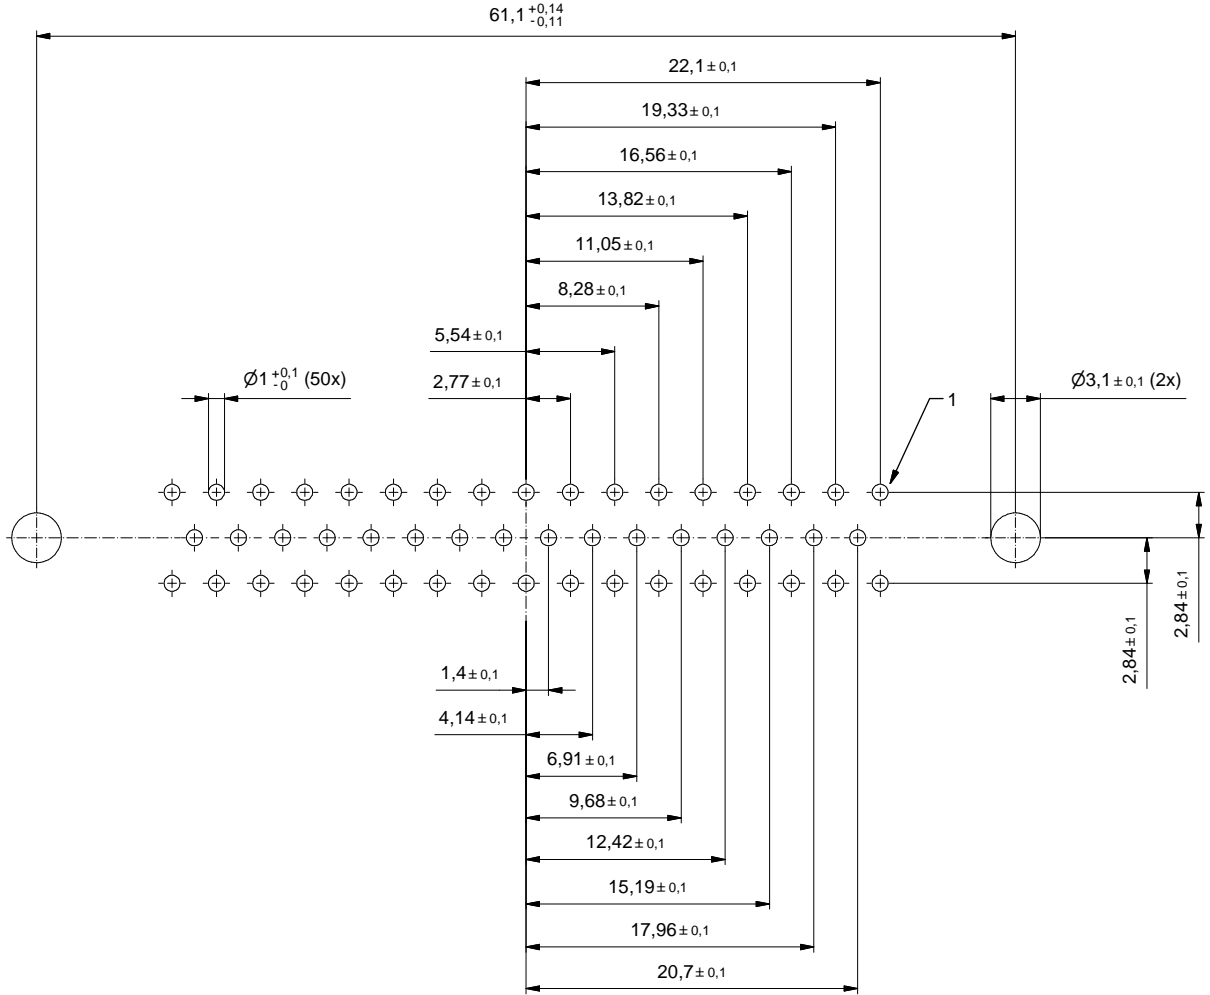 61,1 +0,14 -0,11
22,1 ± 0,1
19,33 ± 0,1
16,56 ± 0,1
13,82 ± 0,1
11,05 ± 0,1
8,28 ± 0,1
5,54 ± 0,1
2,77 ± 0,1
Ø1 +0,1 -0 (50x)
Ø3,1 ± 0,1 (2x)
1
2,84 ± 0,1
2,84 ± 0,1
1,4 ± 0,1
4,14 ± 0,1
6,91 ± 0,1
9,68 ± 0,1
12,42 ± 0,1
15,19 ± 0,1
17,96 ± 0,1
20,7 ± 0,1